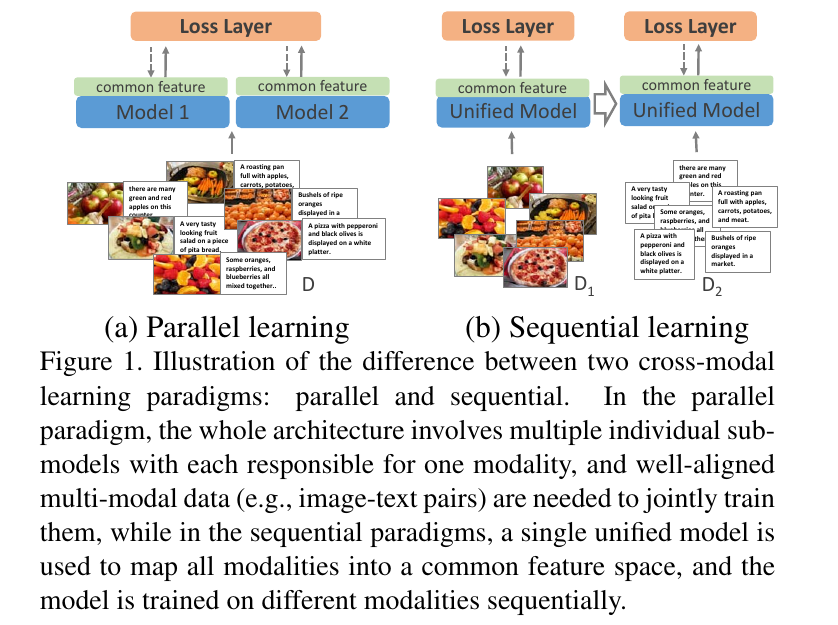 Loss Layer
common feature
common feature
Model 1
Model 2
there are many
green and red
apples on this
counter.
A roasting pan
full with apples,
carrots, potatoes,
Bushels of ripe
oranges
displayed in a
A very tasty
looking fruit
salad on a piece
of pita bread.
A pizza with pepperoni
and black olives is
displayed on a white
platter.
Some oranges,
raspberries, and
blueberries all
mixed together..
D
(a) Parallel learning
Loss Layer
Loss Layer
common feature
common feature
Unified Model
Unified Model
D1
there are many
green and red
on this
A very tasty
looking fruit
salad
of pita
Some oranges,
raspberries, and
all
A roasting pan
full with apples,
carrots, potatoes,
and meat.
A pizza with
pepperoni and
black olives is
displayed on a
white platter.
Bushels of ripe
oranges
displayed in a
market.
D2
(b) Sequential learning
Figure 1. Illustration of the difference between two cross-modal
learning paradigms: parallel and sequential. In the parallel
paradigm, the whole architecture involves multiple individual sub-
models with each responsible for one modality, and well-aligned
multi-modal data (e.g., image-text pairs) are needed to jointly train
them, while in the sequential paradigms, a single unified model is
used to map all modalities into a common feature space, and the
model is trained on different modalities sequentially.